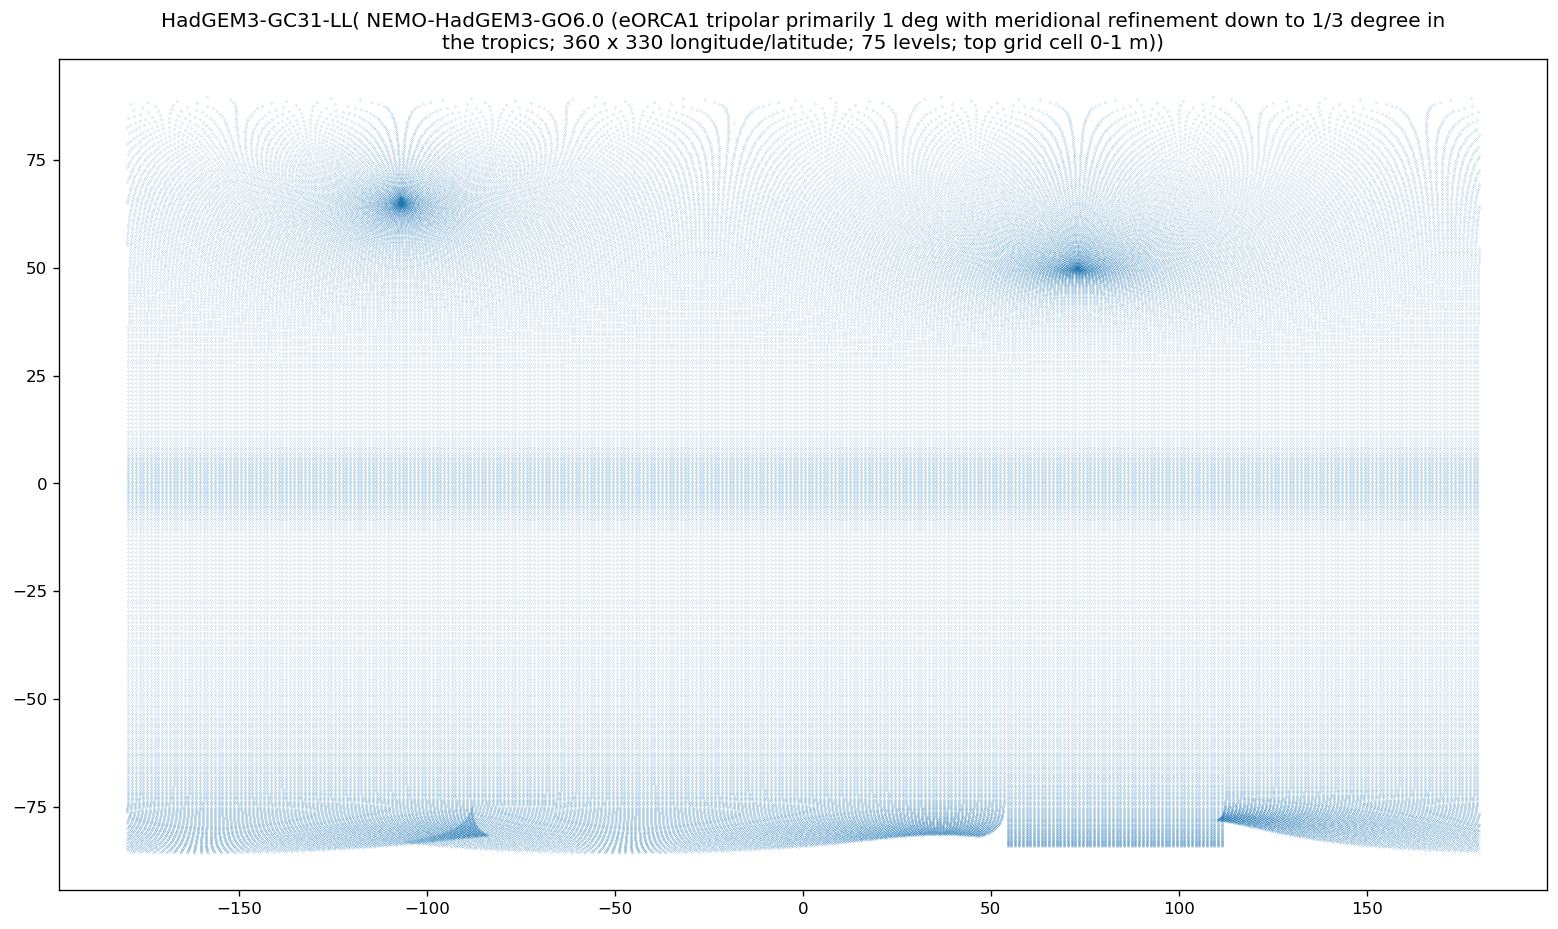 HadGEM3-GC31-LL( NEMO-HadGEM3-GO6.0 (eORCA1 tripolar primarily 1 deg with meridional refinement down to 1/3 degree in
the tropics; 360 x 330 longitude/latitude; 75 levels; top grid cell 0-1 m))
75
50
25
0
−25
−50
−75
−150 −100 −50 0 50 100 150